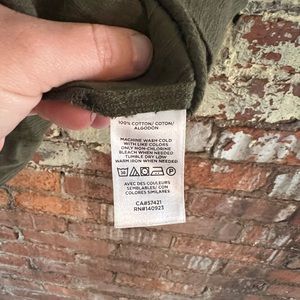 100% COTTON/ COTON/
ALGODÓN
MACHINE WASH COLD
WITH LIKE COLORS
ONLY NON-CHLORINE
BLEACH WHEN NEEDED
TUMBLE DRY LOW
WARM IRON WHEN NEEDED
30
AVEC DES COULEURS
SEMBLABLES/ CON
COLORES SIMILARES
CA#57421
RN#140923